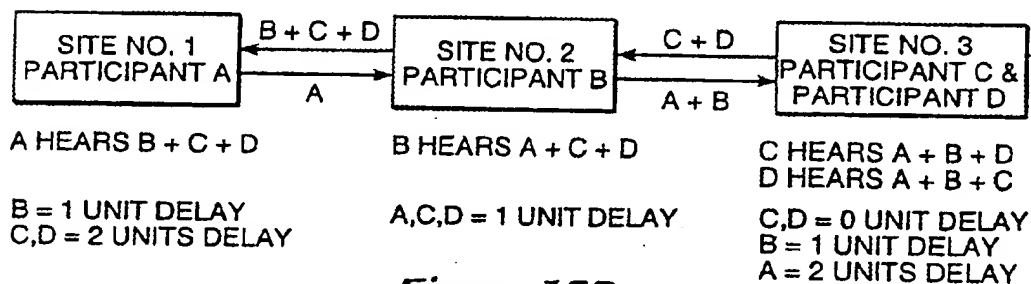 SITE NO. 1
PARTICIPANT A
B + C + D
A
SITE NO. 2
PARTICIPANT B
C + D
A + B
SITE NO. 3
PARTICIPANT C &
PARTICIPANT D
A HEARS B + C + D
B = 1 UNIT DELAY
C,D = 2 UNITS DELAY
B HEARS A + C + D
A,C,D = 1 UNIT DELAY
C HEARS A + B + D
D HEARS A + B + C
C,D = 0 UNIT DELAY
B = 1 UNIT DELAY
A = 2 UNITS DELAY